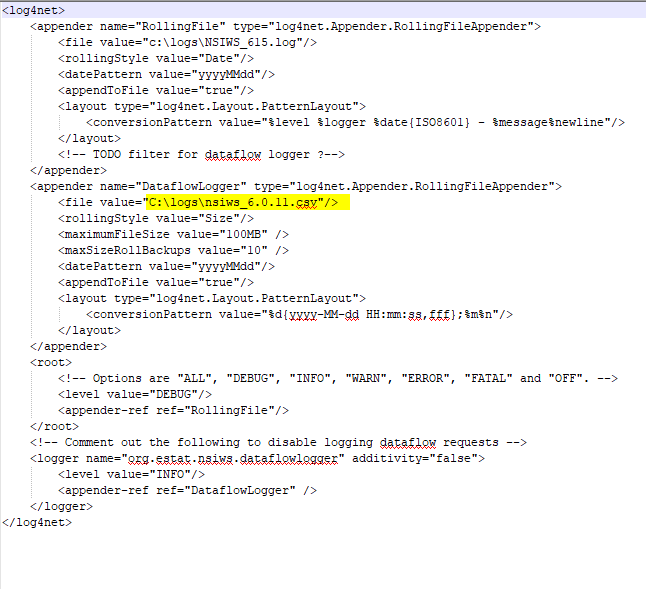 <log4net>
<appender name="RollingFile" type="log4net.Appender.RollingFileAppender">
<file value="c:\logs\NSIWS_615.log"/>
<rollingStyle value="Date"/>
<datePattern value="yyyyMMdd"/>
<appendToFile value="true"/>
<layout type="log4net.Layout.PatternLayout">
<conversionPattern value="%level %logger %date{ISO8601} - %message%newline"/>
</layout>
<!-- TODO filter for dataflow logger ?-->
</appender>
<appender name="DataflowLogger" type="log4net.Appender.RollingFileAppender">
<file value="C:\logs\nsiws_6.0.11.csv"/>
<rollingStyle value="Size"/>
<maximumFileSize value="100MB" />
<maxSizeRollBackups value="10" />
<datePattern value="yyyyMMdd"/>
<appendToFile value="true"/>
<layout type="log4net.Layout.PatternLayout">
<conversionPattern value="%d{yyyy-MM-dd HH:mm:ss,fff};%m%n"/>
</layout>
</appender>
<root>
<!-- Options are "ALL", "DEBUG", "INFO", "WARN", "ERROR", "FATAL" and "OFF". -->
<level value="DEBUG"/>
<appender-ref ref="RollingFile"/>
</root>
<!-- Comment out the following to disable logging dataflow requests -->
<logger name="org.estat.nsiws.dataflowlogger" additivity="false">
<level value="INFO"/>
<appender-ref ref="DataflowLogger" />
</logger>
</log4net>